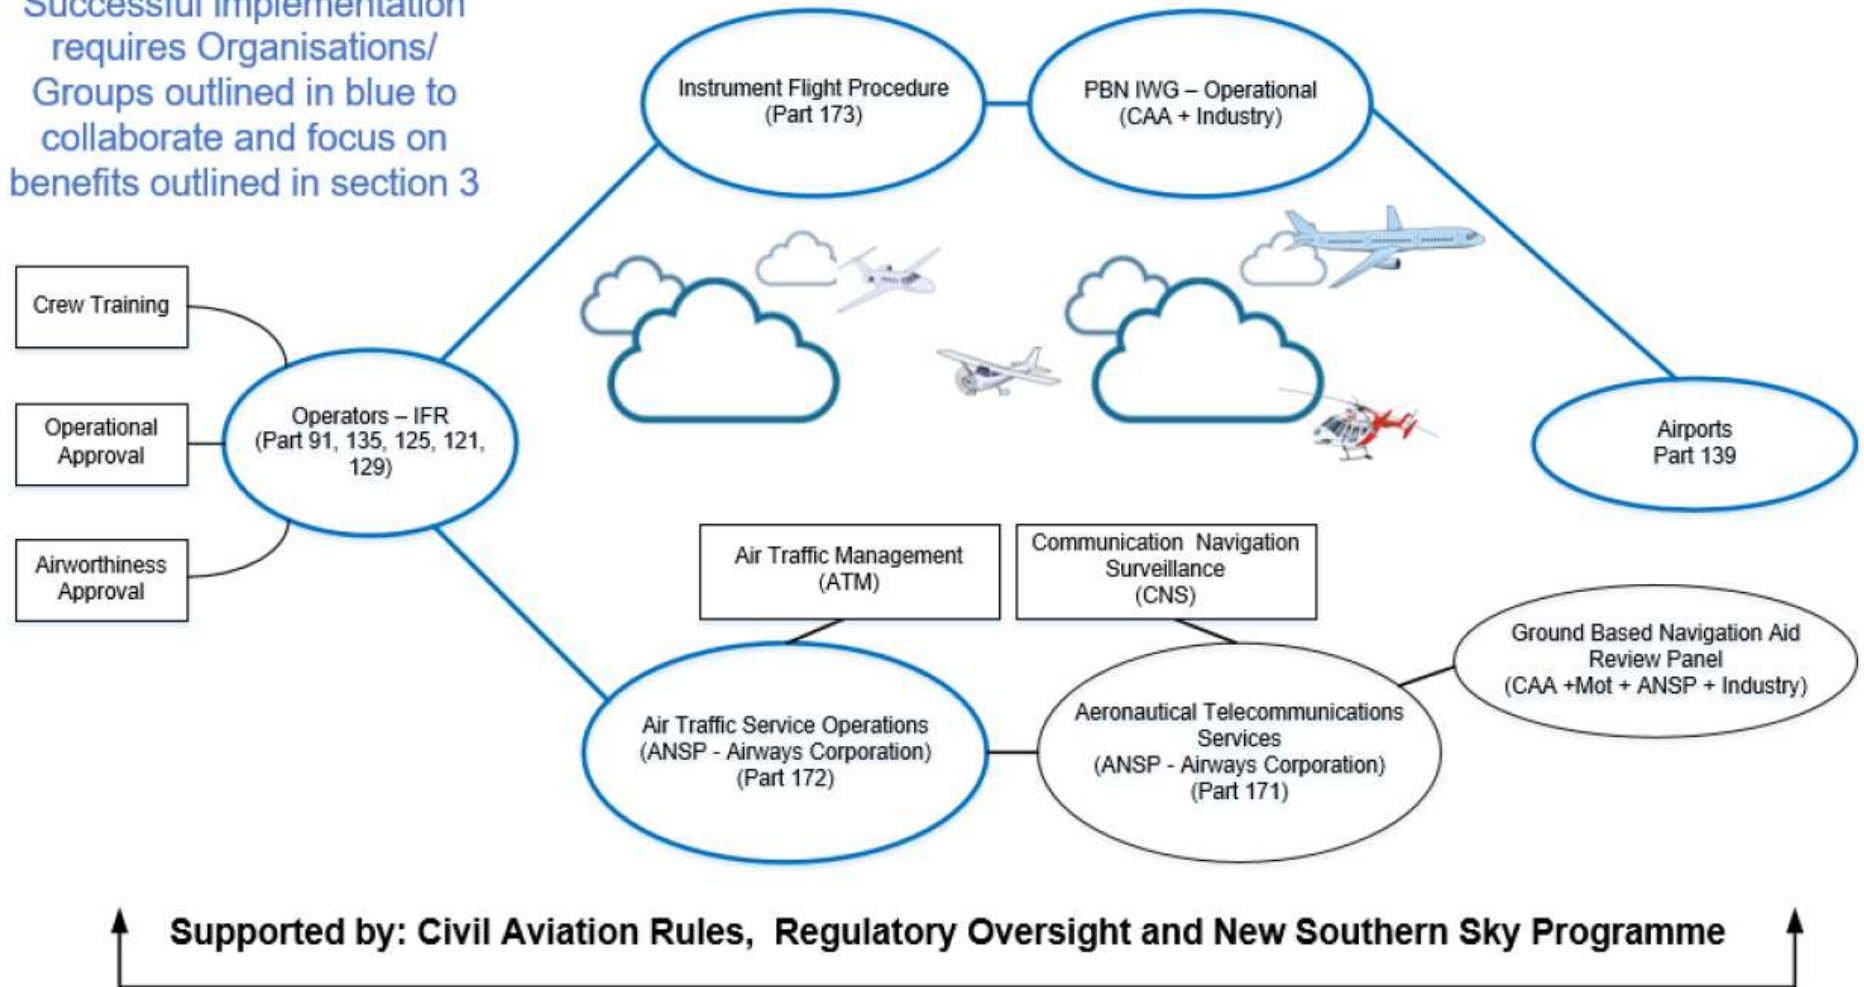 Successful Implementation
requires Organisations/
Groups outlined in blue to
collaborate and focus on
benefits outlined in section 3
Instrument Flight Procedure
(Part 173)
PBN IWG – Operational
(CAA + Industry)
Crew Training
Operational
Approval
Airworthiness
Approval
Operators – IFR
(Part 91, 135, 125, 121,
129)
Airports
Part 139
Air Traffic Management
(ATM)
Communication Navigation
Surveillance
(CNS)
Ground Based Navigation Aid
Review Panel
(CAA +Mot + ANSP + Industry)
Air Traffic Service Operations
(ANSP - Airways Corporation)
(Part 172)
Aeronautical Telecommunications
Services
(ANSP - Airways Corporation)
(Part 171)
Supported by: Civil Aviation Rules, Regulatory Oversight and New Southern Sky Programme